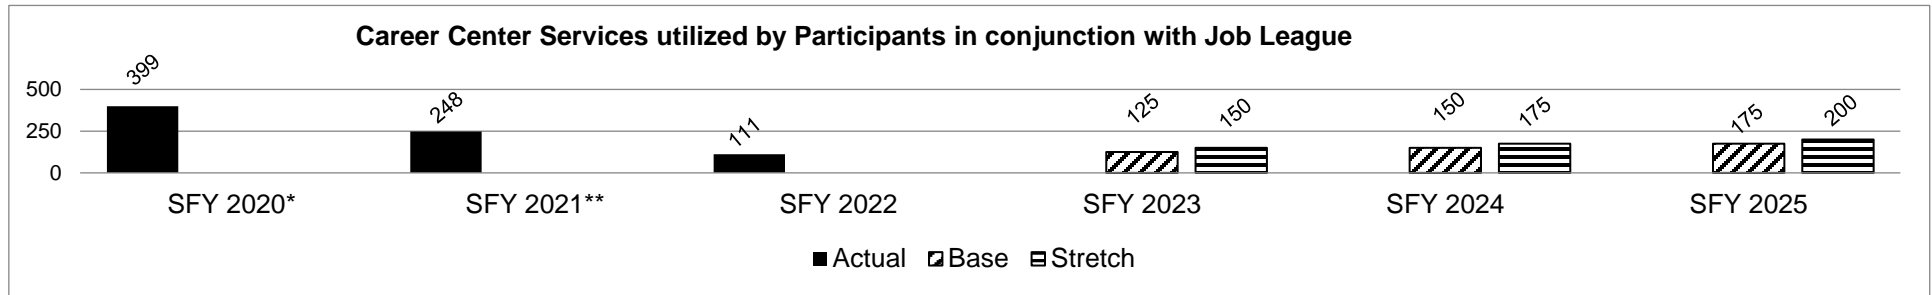 Career Center Services utilized by Participants in conjunction with Job League
399
248
111
125
150
150
175
175
200
500
250
0
SFY 2020*
SFY 2021**
SFY 2022
SFY 2023
SFY 2024
SFY 2025
Actual
Base
Stretch